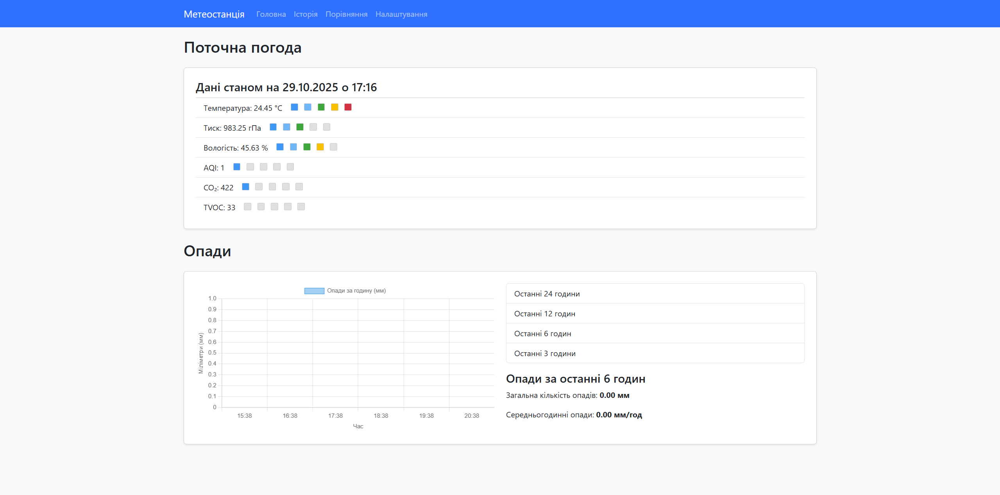 Метеостанція Головна Історія Порівняння Налаштування
Поточна погода
Дані станом на 29.10.2025 о 17:16
Температура: 24.45 °C
Тиск: 983.25 гПа
Вологість: 45.63 %
AQI: 1
CO₂: 422
TVOC: 33
Опади
Опади за годину (мм)
1.0
0.9
0.8
0.7
0.6
0.5
0.4
0.3
0.2
0.1
0
Міліметри (мм)
15:38 16:38 17:38 18:38 19:38 20:38
Час
Останні 24 години
Останні 12 годин
Останні 6 годин
Останні 3 години
Опади за останні 6 годин
Загальна кількість опадів: 0.00 мм
Середньогодинні опади: 0.00 мм/год